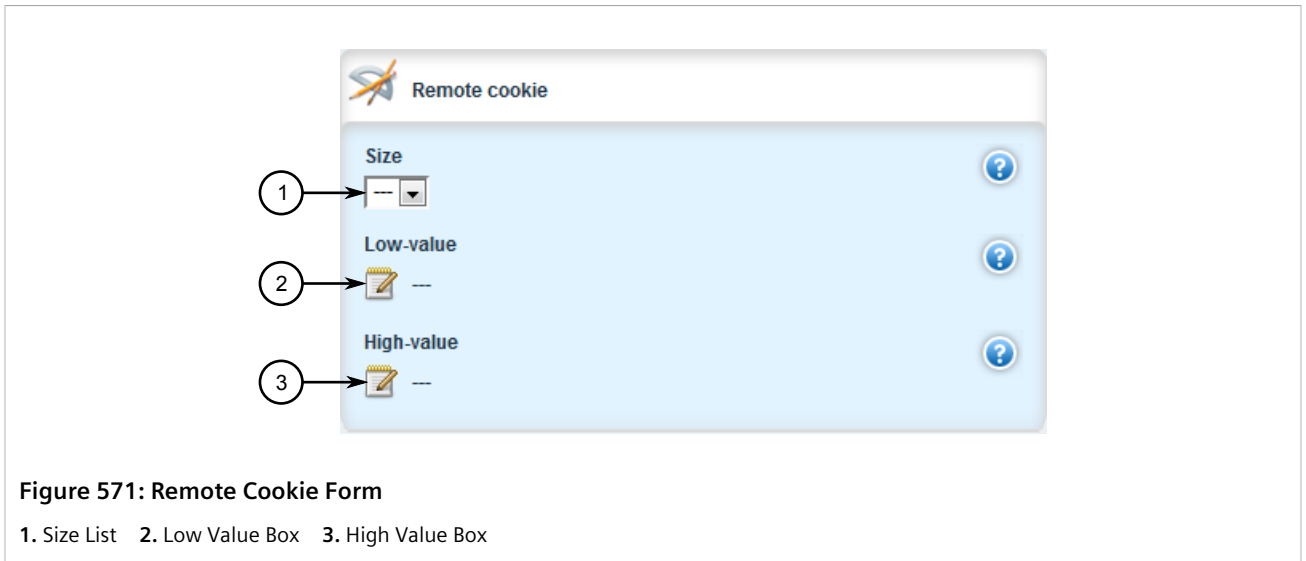 Remote cookie
Size
1
---
Low-value
2
---
High-value
3
---
Figure 571: Remote Cookie Form
1. Size List 2. Low Value Box 3. High Value Box